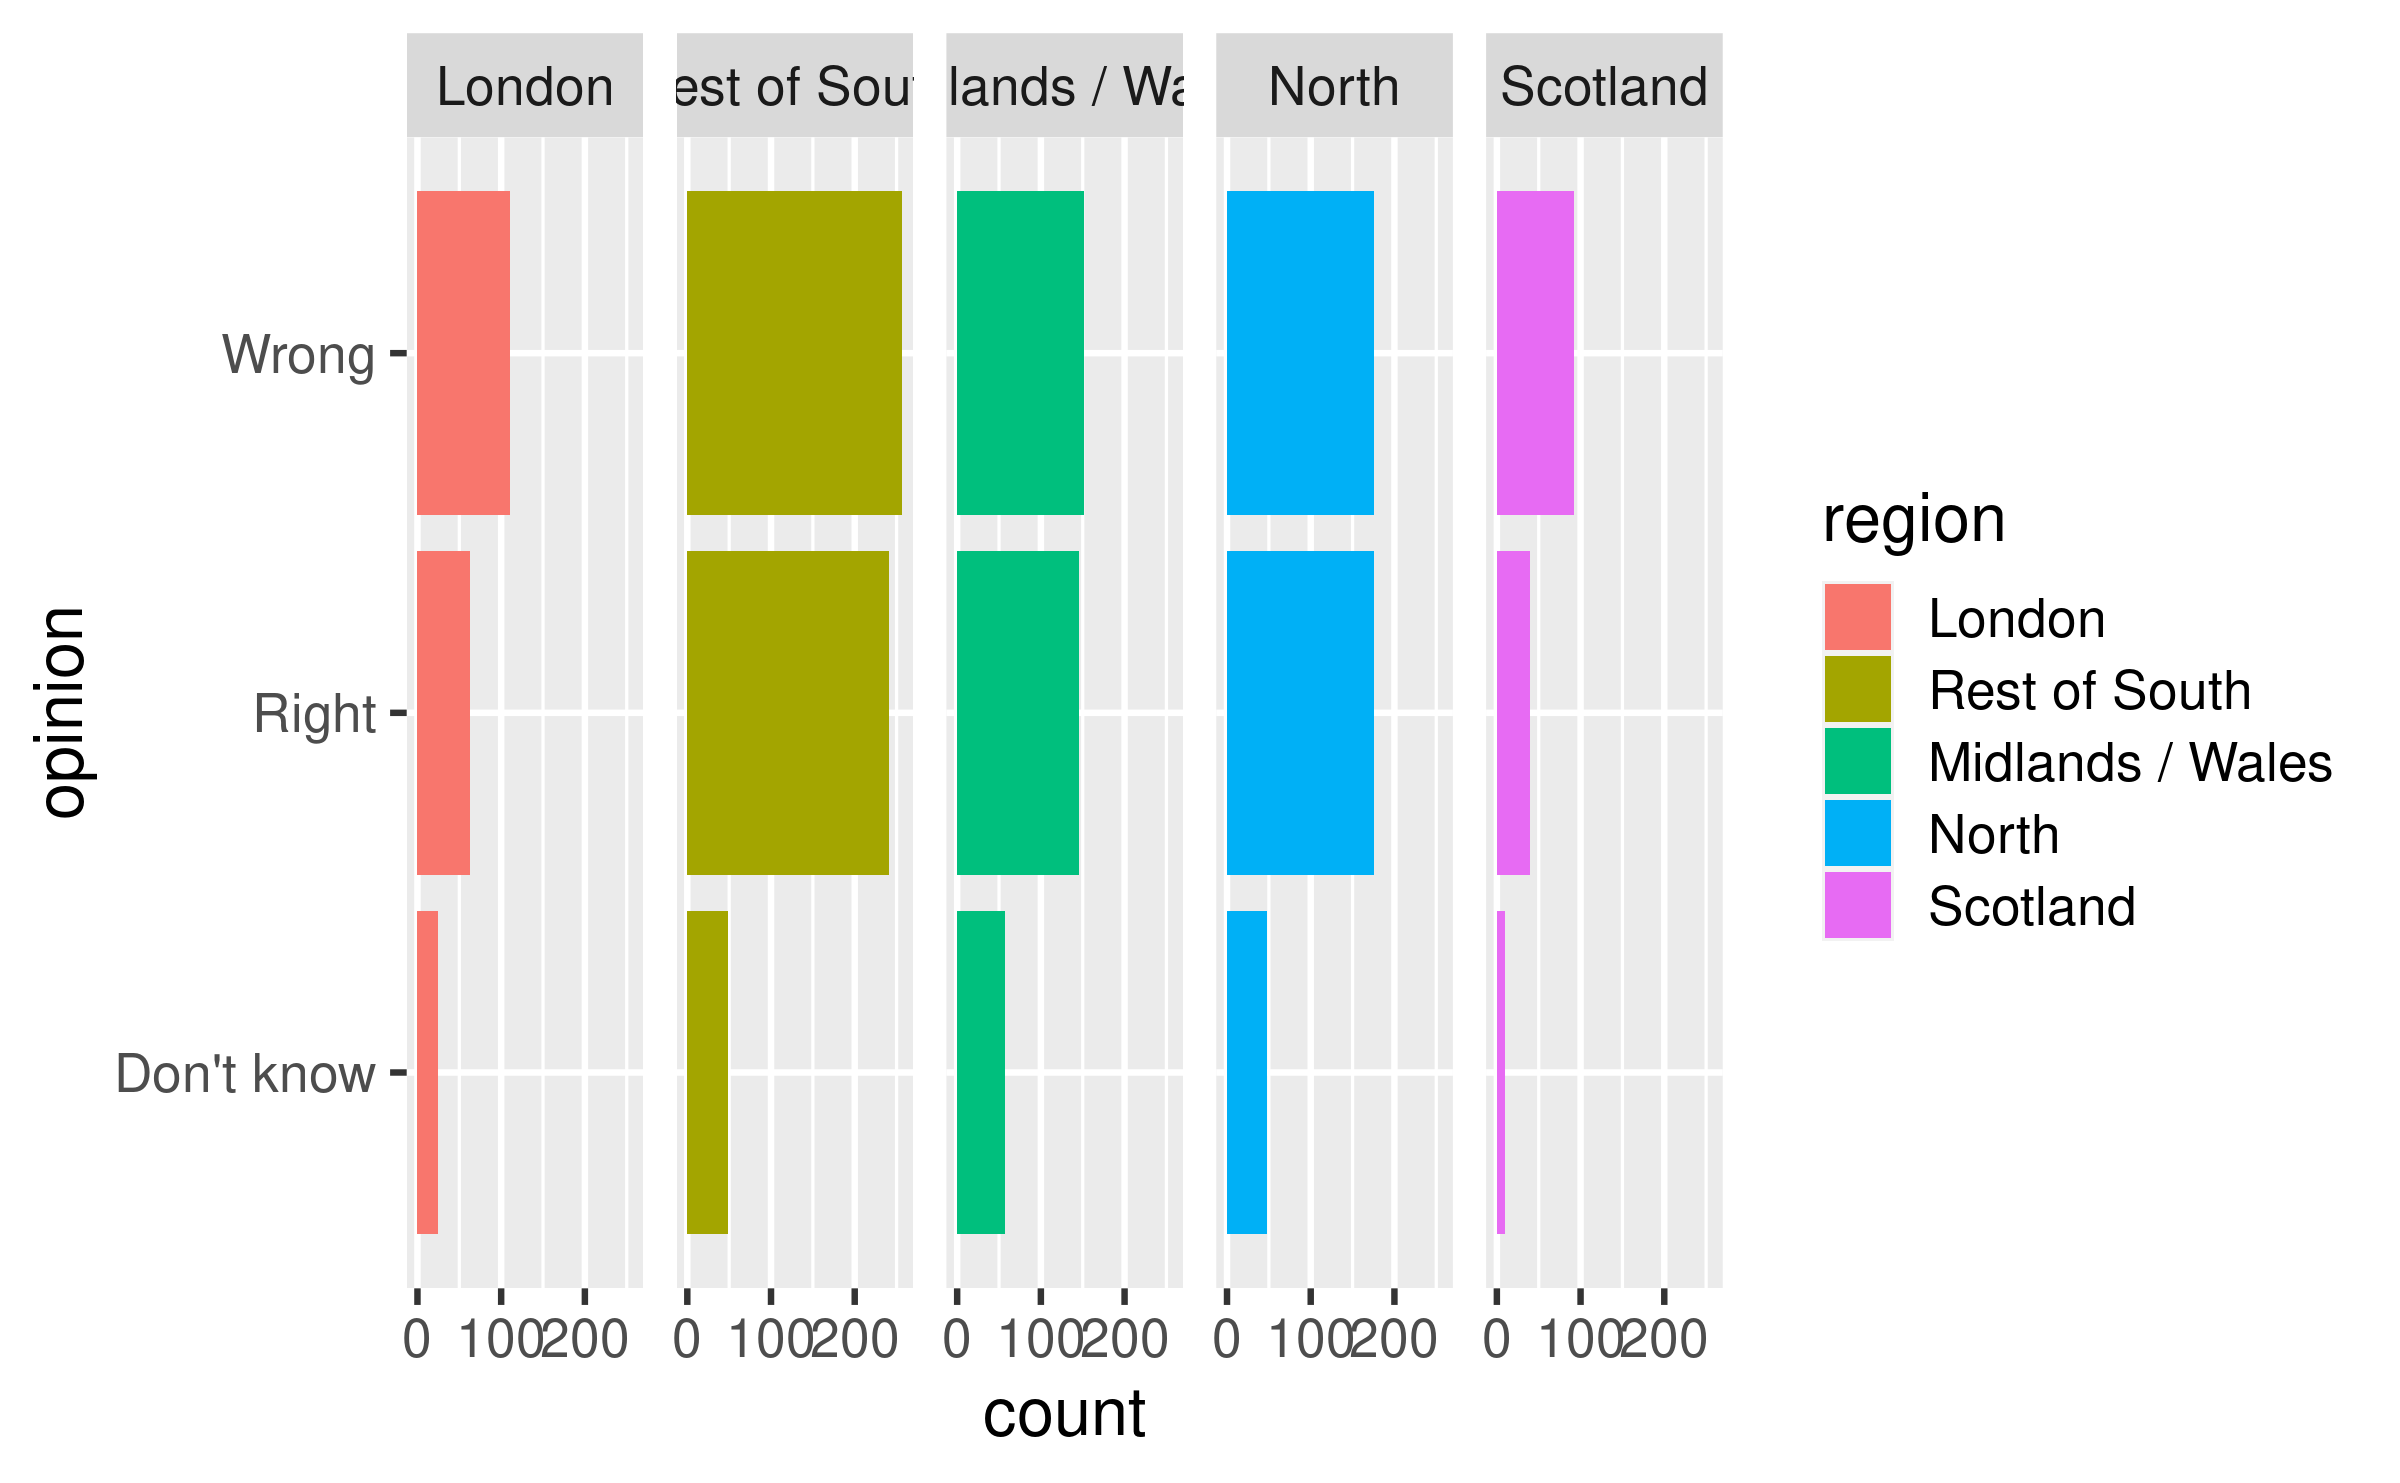 London
est of Sout
lands / Wa
North
Scotland
Wrong
Right
Don't know
opinion
0 100 200
0 100 200
0 100 200
0 100 200
0 100 200
count
region
London
Rest of South
Midlands / Wales
North
Scotland